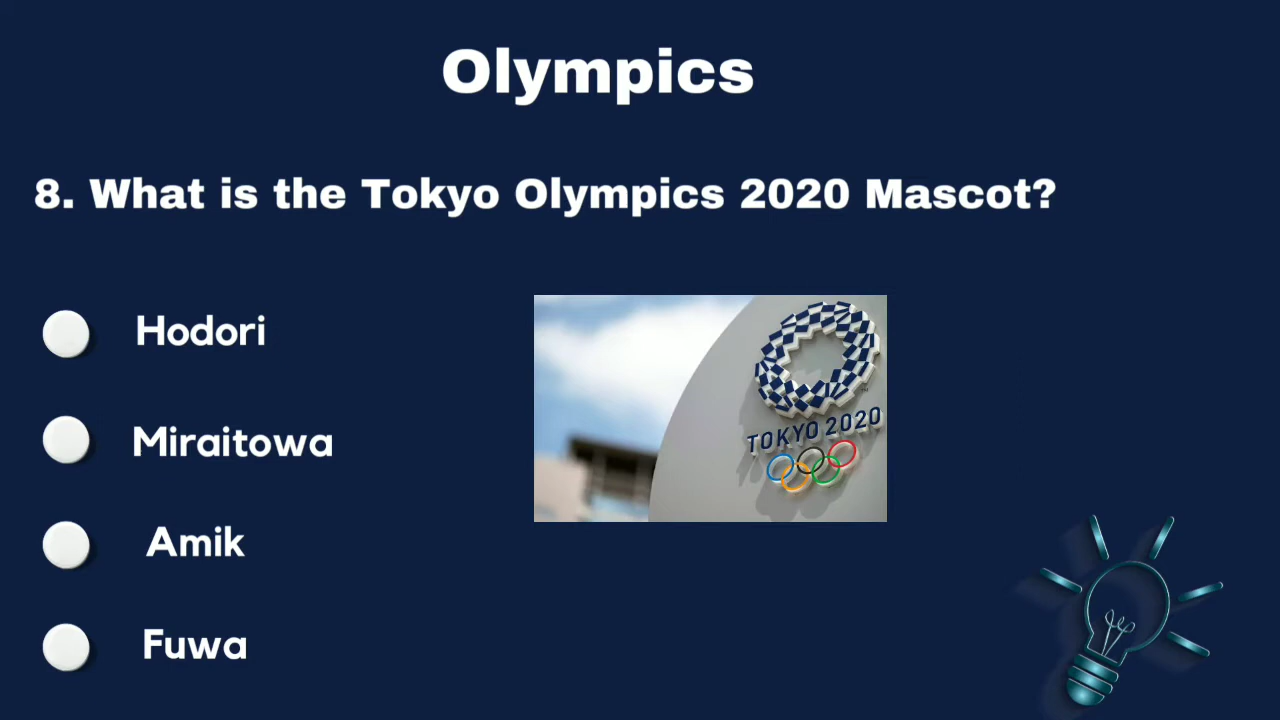 Olympics
8. What is the Tokyo Olympics 2020 Mascot?
Hodori
Miraitowa
Amik
Fuwa
TOKYO 2020